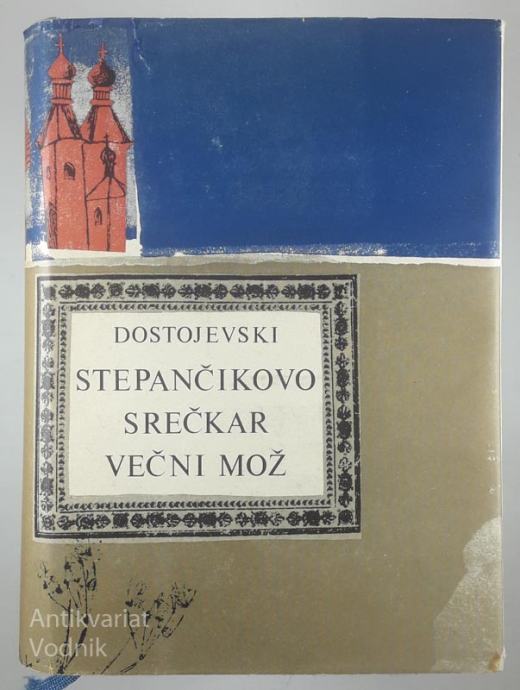 DOSTOJEVSKI
STEPANČIKOVO
SREČKAR
VEČNI MOŽ
Antikvariat
Vodnik